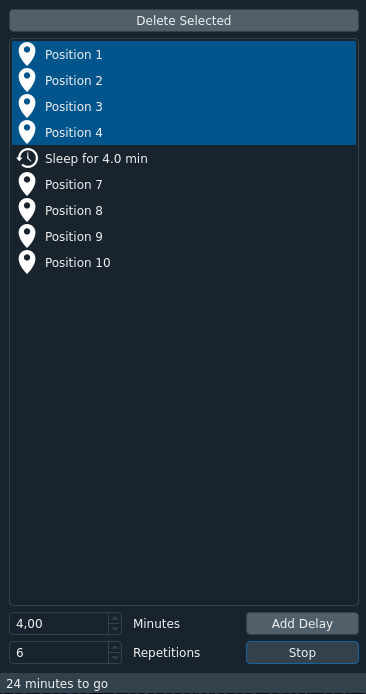 Delete Selected
Position 1
Position 2
Position 3
Position 4
Sleep for 4.0 min
Position 7
Position 8
Position 9
Position 10
4,00 Minutes Add Delay
6 Repetitions Stop
24 minutes to go